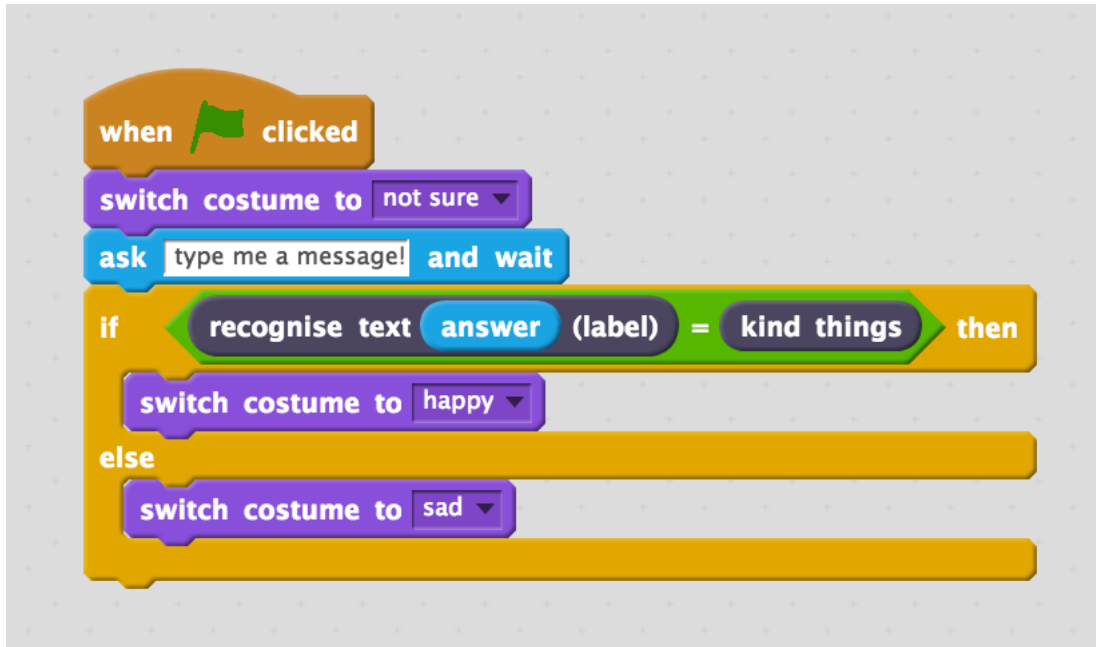 when clicked
switch costume to not sure
ask type me a message! and wait
if recognise text answer (label) = kind things then
switch costume to happy
else
switch costume to sad